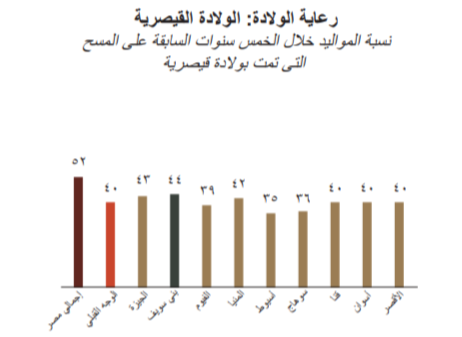 رعاية الولادة: الولادة القيصرية
نسبة المواليد خلال الخمس سنوات السابقة على المسح
التى تمت بولادة قيصرية
٥٢
٤٠
٤٣
٤٤
٣٩
٤٢
٣٥
٣٦
٤٠
٤٠
٤٠
إجمالي مصر
الوجه القبلي
الجيزة
بني سويف
الفيوم
المنيا
أسيوط
سوهاج
قنا
أسوان
الأقصر